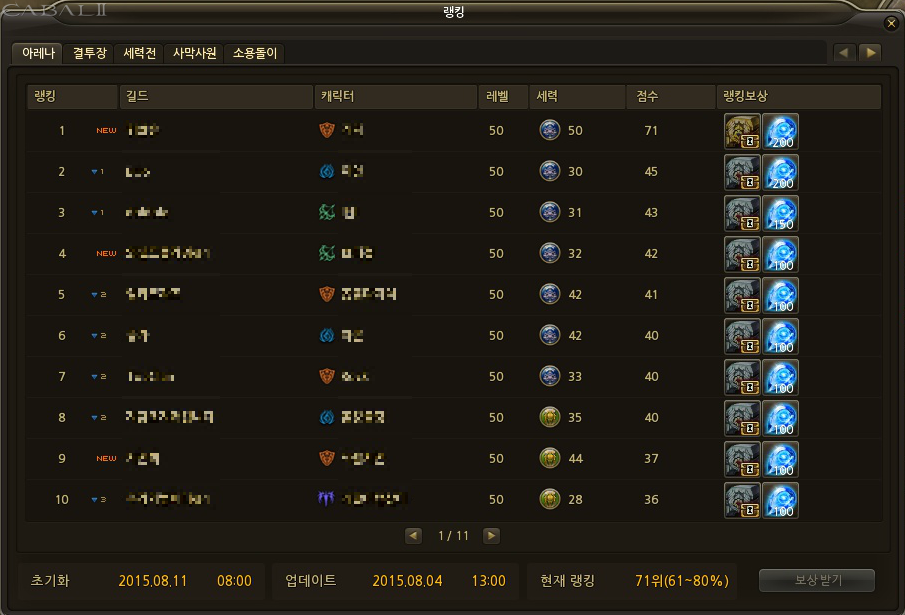 CABAL II
랭킹
아레나 결투장 세력전 사막사원 소용돌이
랭킹 길드 캐릭터 레벨 세력 점수 랭킹보상
1 NEW 50 50 71 200
2 ▼1 50 30 45 200
3 ▼1 50 31 43 150
4 NEW 50 32 42 100
5 ▼2 50 42 41 100
6 ▼2 50 42 40 100
7 ▼2 50 33 40 100
8 ▼2 50 35 40 100
9 NEW 50 44 37 100
10 ▼3 50 28 36 100
1 / 11
초기화 2015.08.11 08:00 업데이트 2015.08.04 13:00 현재 랭킹 71위(61~80%) 보상받기